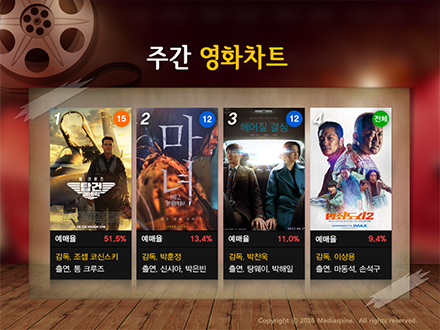 주간 영화차트
1
15
톰 크루즈
탑건
예매율 51,5%
감독, 조셉 코신스키
출연, 톰 크루즈
2
12
마녀
예매율 13,4%
감독, 박훈정
출연, 신시아, 박은빈
3
12
헤어질 결심
예매율 11,0%
감독, 박찬욱
출연, 탕웨이, 박해일
4
전체
범죄도시2
IMAX
예매율 9,4%
감독, 이상용
출연, 마동석, 손석구
Copyright ⓒ 2016 Mediaspine. All rights reserved.